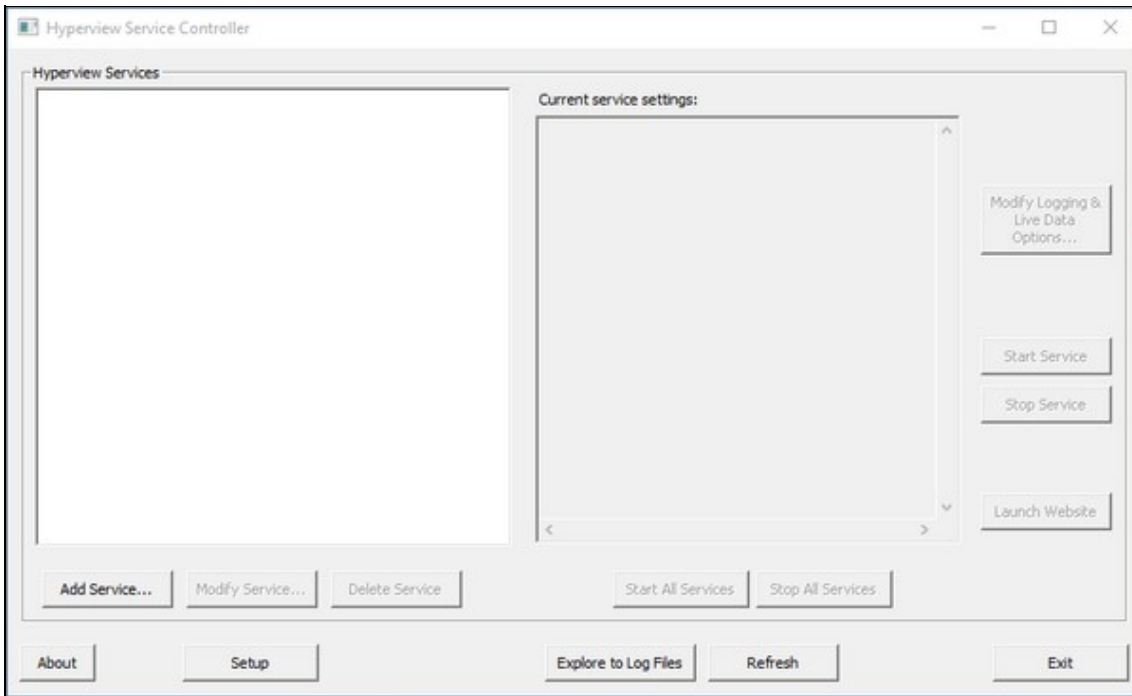 Hyperview Service Controller
Hyperview Services
Current service settings:
Modify Logging &
Live Data
Options...
Start Service
Stop Service
Launch Website
Add Service...
Modify Service...
Delete Service
Start All Services
Stop All Services
About
Setup
Explore to Log Files
Refresh
Exit